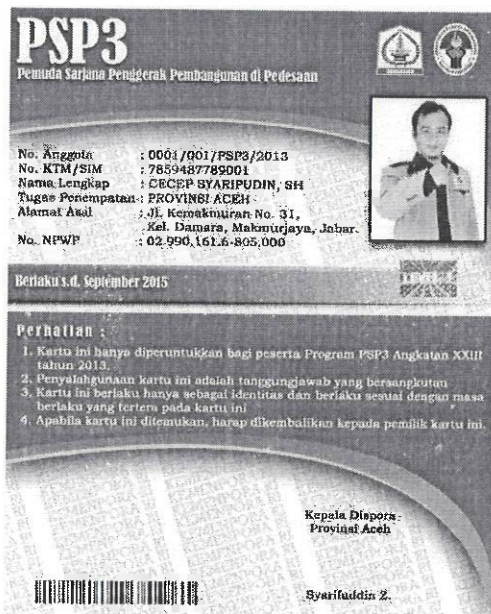 PSP3
Pemuda Sarjana Penggerak Pembangunan di Pedesaan
No. Anggota : 0001/001/PSP3/2013
No. KTM/SIM : 7859487789001
Nama Lengkap : CECEP SYARIPUDIN, SH
Tugas Penempatan : PROVINSI ACEH
Alamat Asal : Jl. Kemakmuran No. 31,
Kel. Damara, Makmurjaya, Jabar.
No. NPWP : 02.990.161.6-805.000
Berlaku s.d. September 2015
Perhatian :
1. Kartu ini hanya diperuntukkan bagi peserta Program PSP3 Angkatan XXIII
tahun 2013.
2. Penyalahgunaan kartu ini adalah tanggungjawab yang bersangkutan
3. Kartu ini berlaku hanya sebagai identitas dan berlaku sesuai dengan masa
berlaku yang tertera pada kartu ini
4. Apabila kartu ini ditemukan, harap dikembalikan kepada pemilik kartu ini.
Kepala Dispora
Provinsi Aceh
Syarifuddin Z.